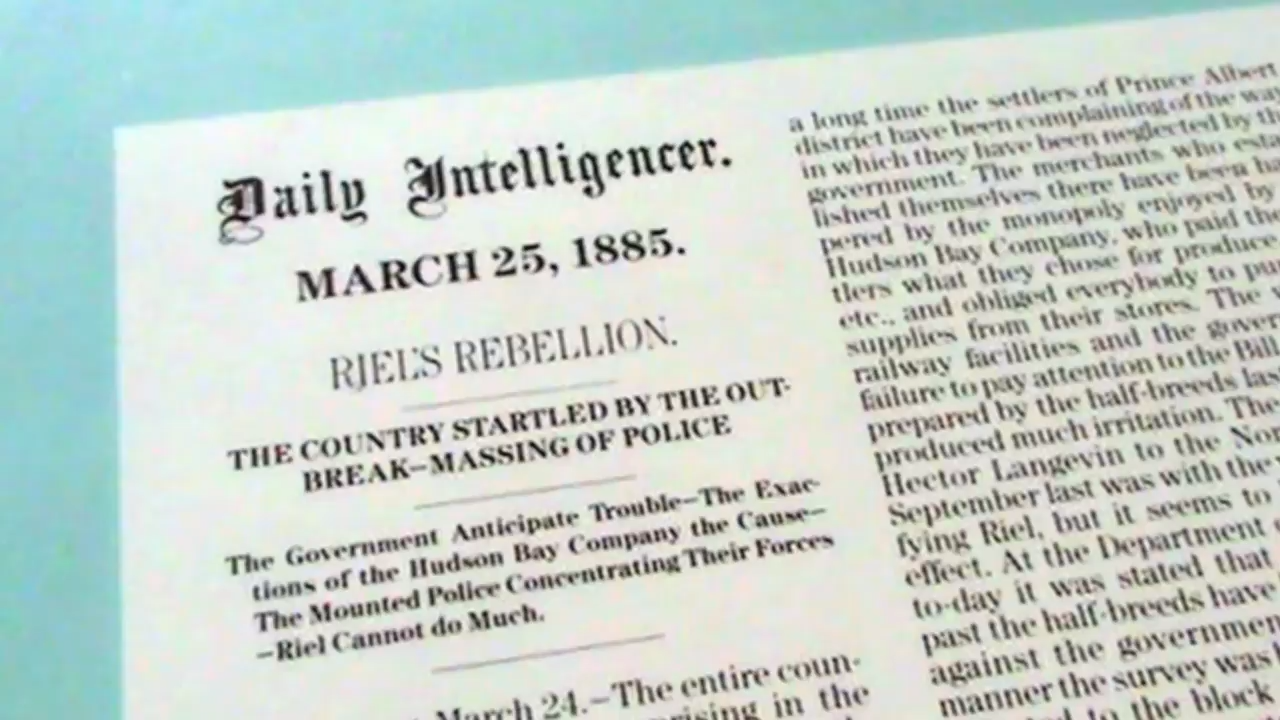 Daily Intelligencer.
MARCH 25, 1885.
RIEL'S REBELLION.
THE COUNTRY STARTLED BY THE OUT-
BREAK–MASSING OF POLICE
The Government Anticipate Trouble–The Exac-
tions of the Hudson Bay Company the Cause–
The Mounted Police Concentrating Their Forces
–Riel Cannot do Much.
March 24.–The entire coun-
in the
a long time the settlers of Prince Albert
district have been complaining of the way
in which they have been neglected by
government. The merchants who
lished themselves there have been
pered by the monopoly enjoyed by
Hudson Bay Company, who paid
tlers what they chose for produce
etc., and obliged everybody to
supplies from their stores. The
railway facilities and the
failure to pay attention to the Bill
prepared by the half-breeds
produced much irritation. The
Hector Langevin to the
September last was with the
fying Riel, but it seems to
effect. At the Department
to-day it was stated that
past the half-breeds have
against the
manner the survey was
to the block